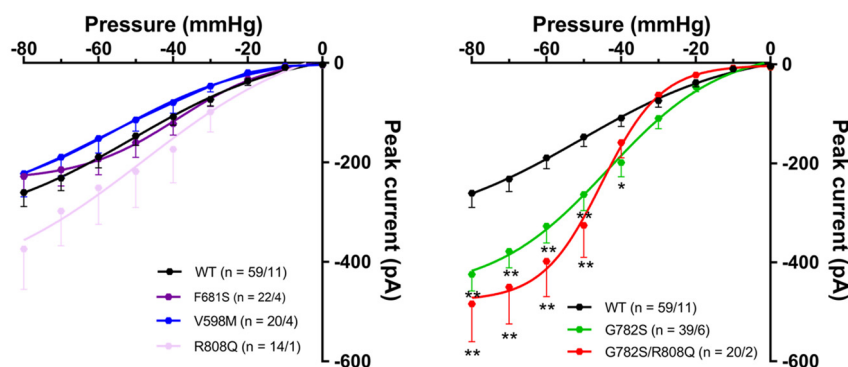 Pressure (mmHg)
-80 -60 -40 -20 0
0
-200
-400
-600
Peak current (pA)
WT (n = 59/11)
F681S (n = 22/4)
V598M (n = 20/4)
R808Q (n = 14/1)
Pressure (mmHg)
-80 -60 -40 -20 0
0
-200
-400
-600
Peak current (pA)
*
**
**
**
**
**
**
**
**
WT (n = 59/11)
G782S (n = 39/6)
G782S/R808Q (n = 20/2)